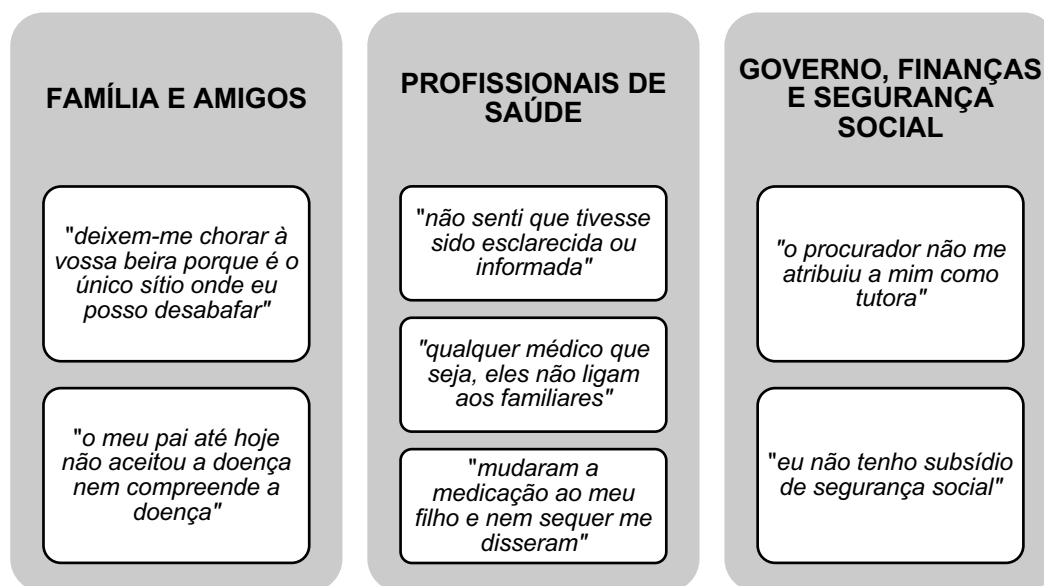 FAMÍLIA E AMIGOS
"deixem-me chorar à
vossa beira porque é o
único sítio onde eu
posso desabafar"
"o meu pai até hoje
não aceitou a doença
nem compreende a
doença"
PROFISSIONAIS DE
SAÚDE
"não senti que tivesse
sido esclarecida ou
informada"
"qualquer médico que
seja, eles não ligam
aos familiares"
"mudaram a
medicação ao meu
filho e nem sequer me
disseram"
GOVERNO, FINANÇAS
E SEGURANÇA
SOCIAL
"o procurador não me
atribuiu a mim como
tutora"
"eu não tenho subsídio
de segurança social"